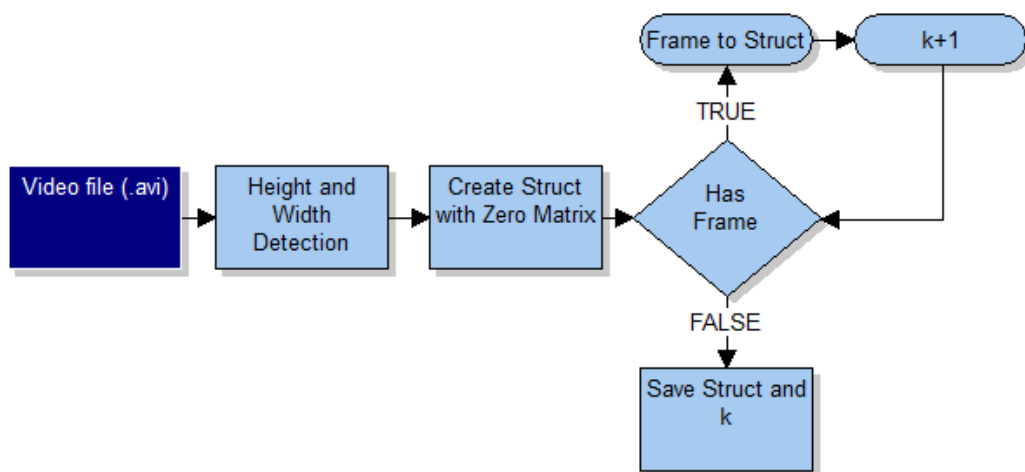 Frame to Struct
k+1
TRUE
Video file (.avi)
Height and
Width
Detection
Create Struct
with Zero Matrix
Has
Frame
FALSE
Save Struct and
k